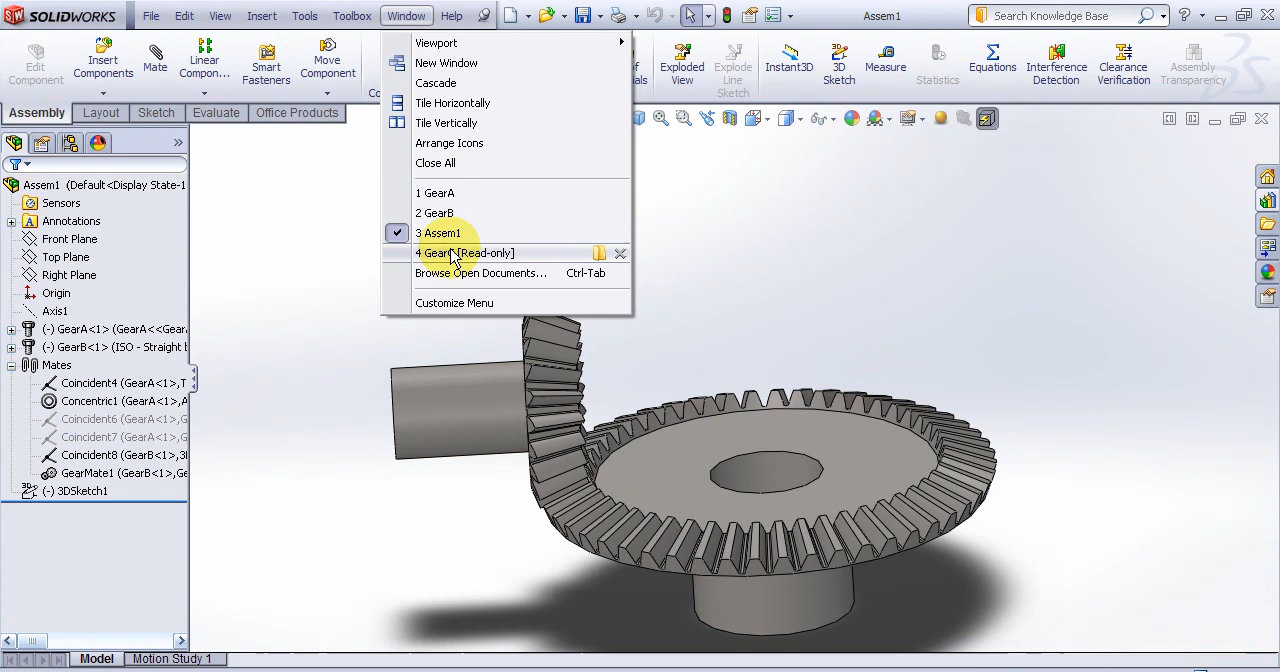 SOLIDWORKS File Edit View Insert Tools Toolbox Window Help Assem1 Search Knowledge Base
Edit Component
Insert Components
Mate
Linear Compon...
Smart Fasteners
Move Component
Exploded View
Explode Line Sketch
Instant3D
3D Sketch
Measure
Statistics
Equations
Interference Detection
Clearance Verification
Assembly Transparency
Assembly Layout Sketch Evaluate Office Products
Viewport
New Window
Cascade
Tile Horizontally
Tile Vertically
Arrange Icons
Close All
1 GearA
2 GearB
3 Assem1
4 Gear [Read-only]
Browse Open Documents... Ctrl-Tab
Customize Menu
Assem1 (Default<Display State-1
Sensors
Annotations
Front Plane
Top Plane
Right Plane
Origin
Axis1
(-) GearA<1> (GearA<<Gear
(-) GearB<1> (ISO - Straight b
Mates
Coincident4 (GearA<1>,T
Concentric1 (GearA<1>,A
Coincident6 (GearA<1>,G
Coincident7 (GearA<1>,G
Coincident8 (GearB<1>,3
GearMate1 (GearB<1>,Ge
(-) 3DSketch1
Model Motion Study 1